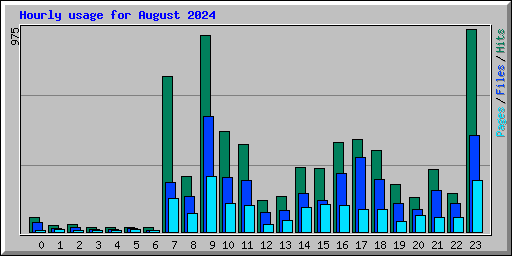 Hourly usage for August 2024
975
Pages / Files / Hits
0 1 2 3 4 5 6 7 8 9 10 11 12 13 14 15 16 17 18 19 20 21 22 23